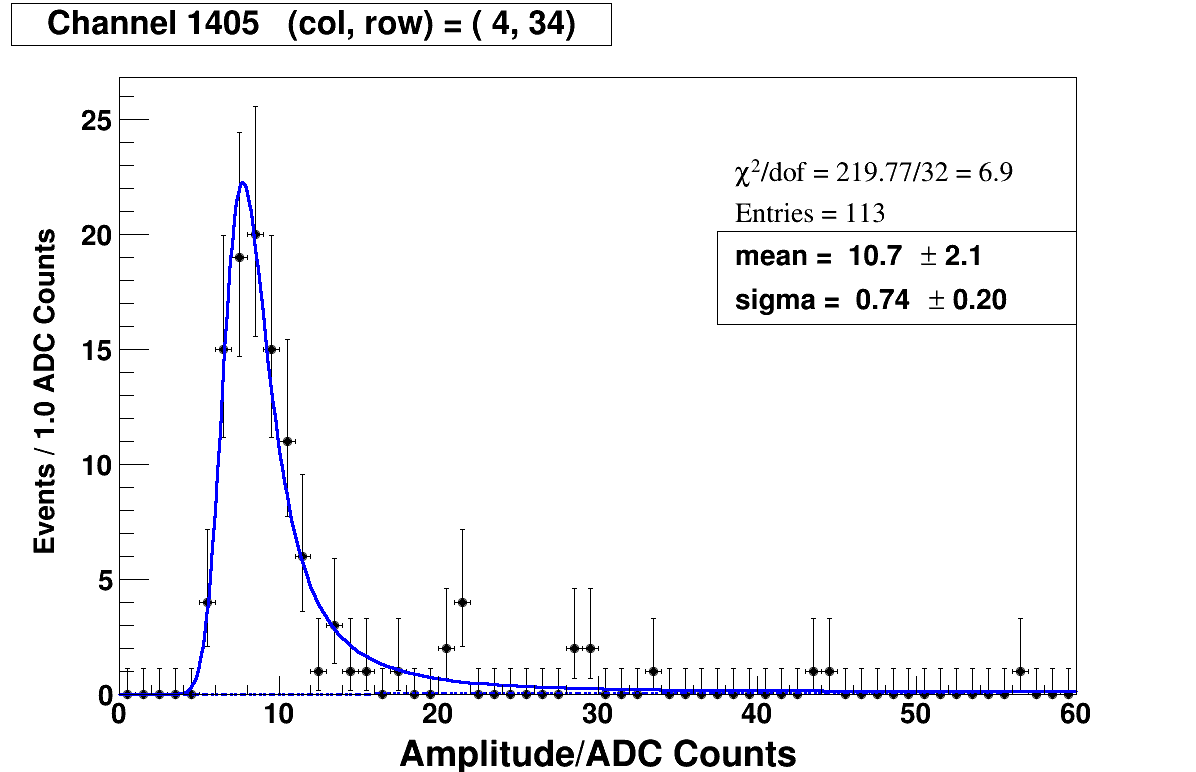 Channel 1405 (col, row) = ( 4, 34)
χ²/dof = 219.77/32 = 6.9
Entries = 113
mean = 10.7 ± 2.1
sigma = 0.74 ± 0.20
Events / 1.0 ADC Counts
25
20
15
10
5
0
0 10 20 30 40 50 60
Amplitude/ADC Counts